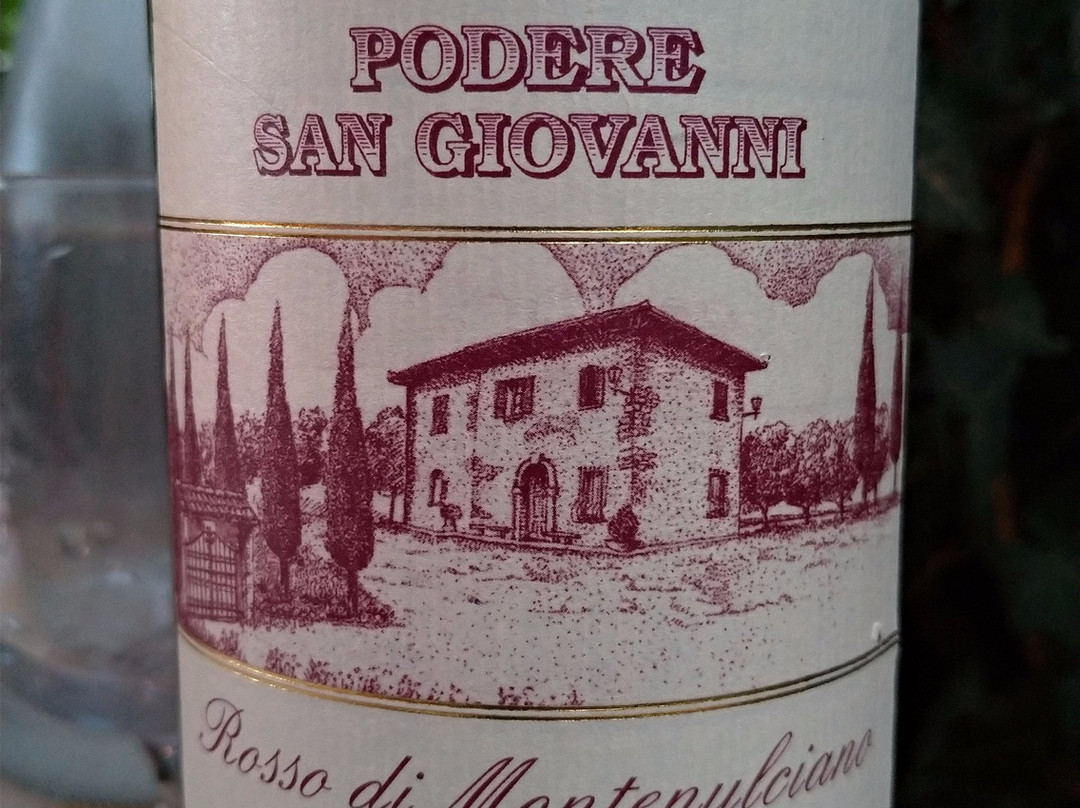 PODERE
SAN GIOVANNI
Rosso di Montepulciano